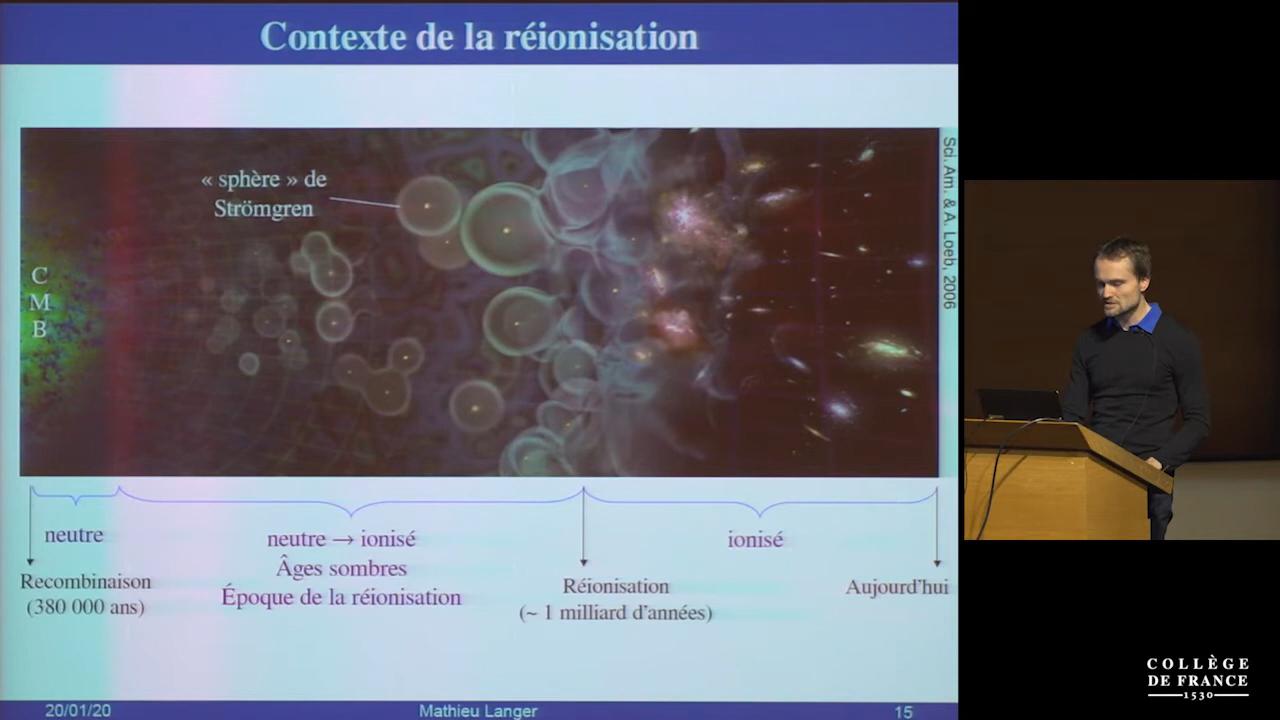 Contexte de la réionisation
« sphère » de
Strömgren
C
M
B
Sci. Am. & A. Loeb, 2006
neutre
neutre → ionisé
Âges sombres
Époque de la réionisation
ionisé
Recombinaison
(380 000 ans)
Réionisation
(~ 1 milliard d'années)
Aujourd'hui
20/01/20
Mathieu Langer
15
COLLÈGE
DE FRANCE
1530